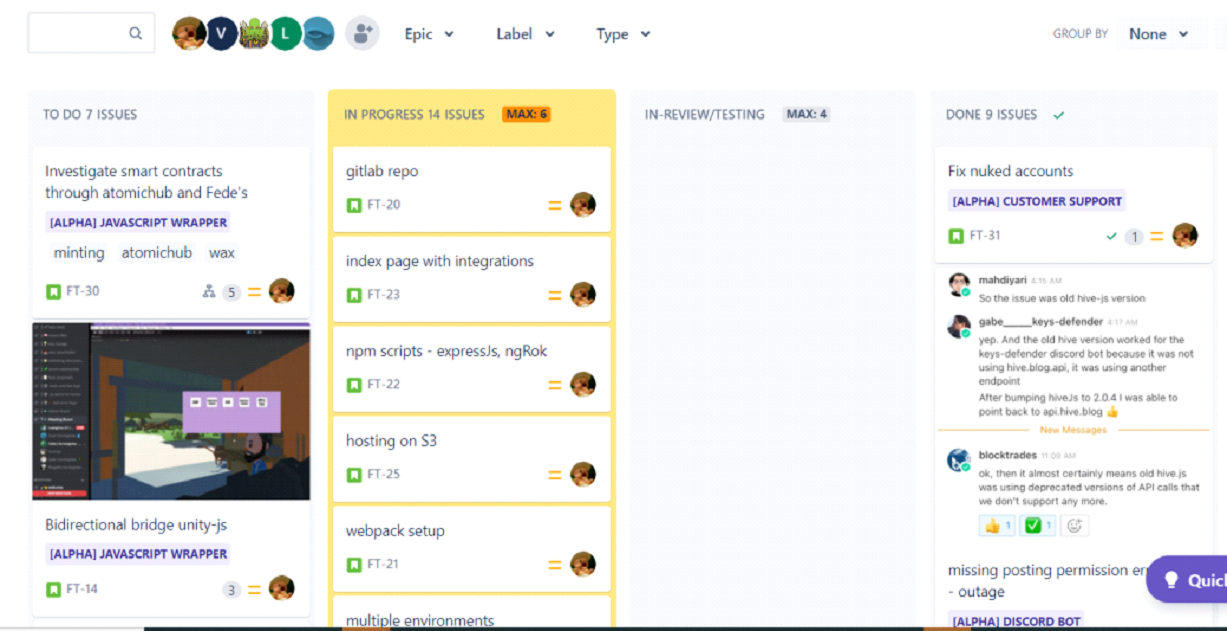 V
L
Epic
Label
Type
GROUP BY
None
TO DO 7 ISSUES
Investigate smart contracts
through atomichub and Fede's
[ALPHA] JAVASCRIPT WRAPPER
minting atomichub wax
FT-30
5
Bidirectional bridge unity-js
[ALPHA] JAVASCRIPT WRAPPER
FT-14
3
IN PROGRESS 14 ISSUES
MAX: 6
gitlab repo
FT-20
index page with integrations
FT-23
npm scripts - expressJs, ngRok
FT-22
hosting on S3
FT-25
webpack setup
FT-21
multiple environments
IN-REVIEW/TESTING
MAX: 4
DONE 9 ISSUES
Fix nuked accounts
[ALPHA] CUSTOMER SUPPORT
FT-31
1
mahdiyari 4:15 AM
So the issue was old hive-js version
gabe_____keys-defender 4:17 AM
yep. And the old hive version worked for the
keys-defender discord bot because it was not
using hive.blog.api, it was using another
endpoint
After bumping hiveJs to 2.0.4 I was able to
point back to api.hive.blog 👍
New Messages
blocktrades 11:09 AM
ok, then it almost certainly means old hive.js
was using deprecated versions of API calls that
we don't support any more.
👍 1 ✅ 1
missing posting permission er
- outage
[ALPHA] DISCORD BOT
Quic